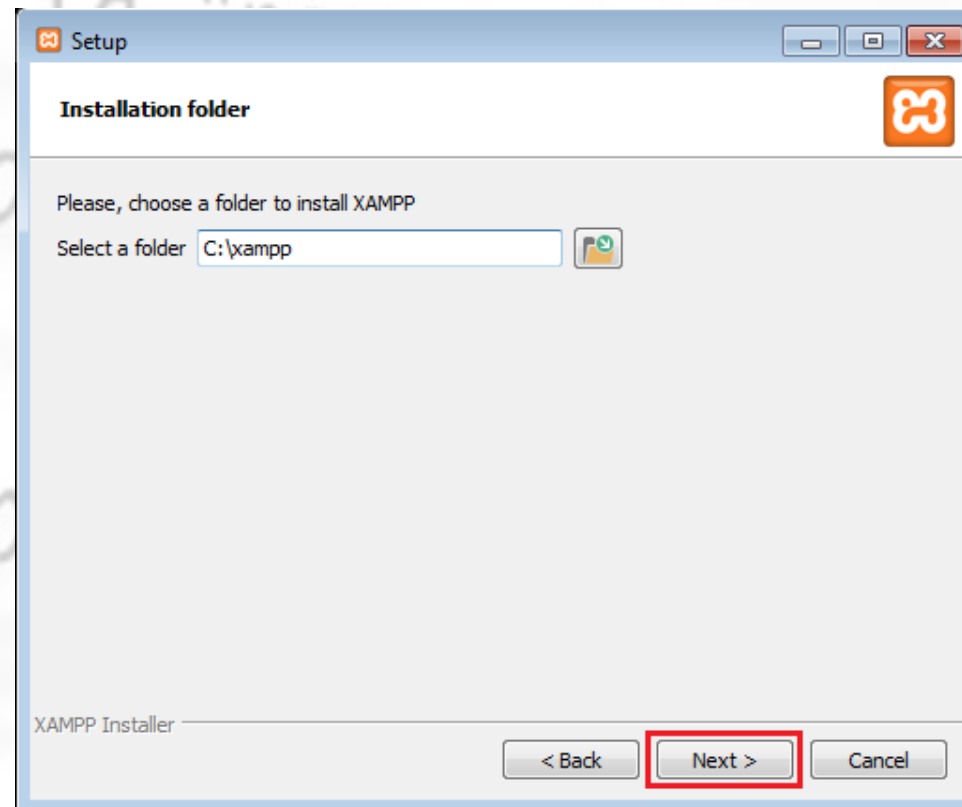 Setup
Installation folder
Please, choose a folder to install XAMPP
Select a folder C:\xampp
XAMPP Installer
< Back Next > Cancel